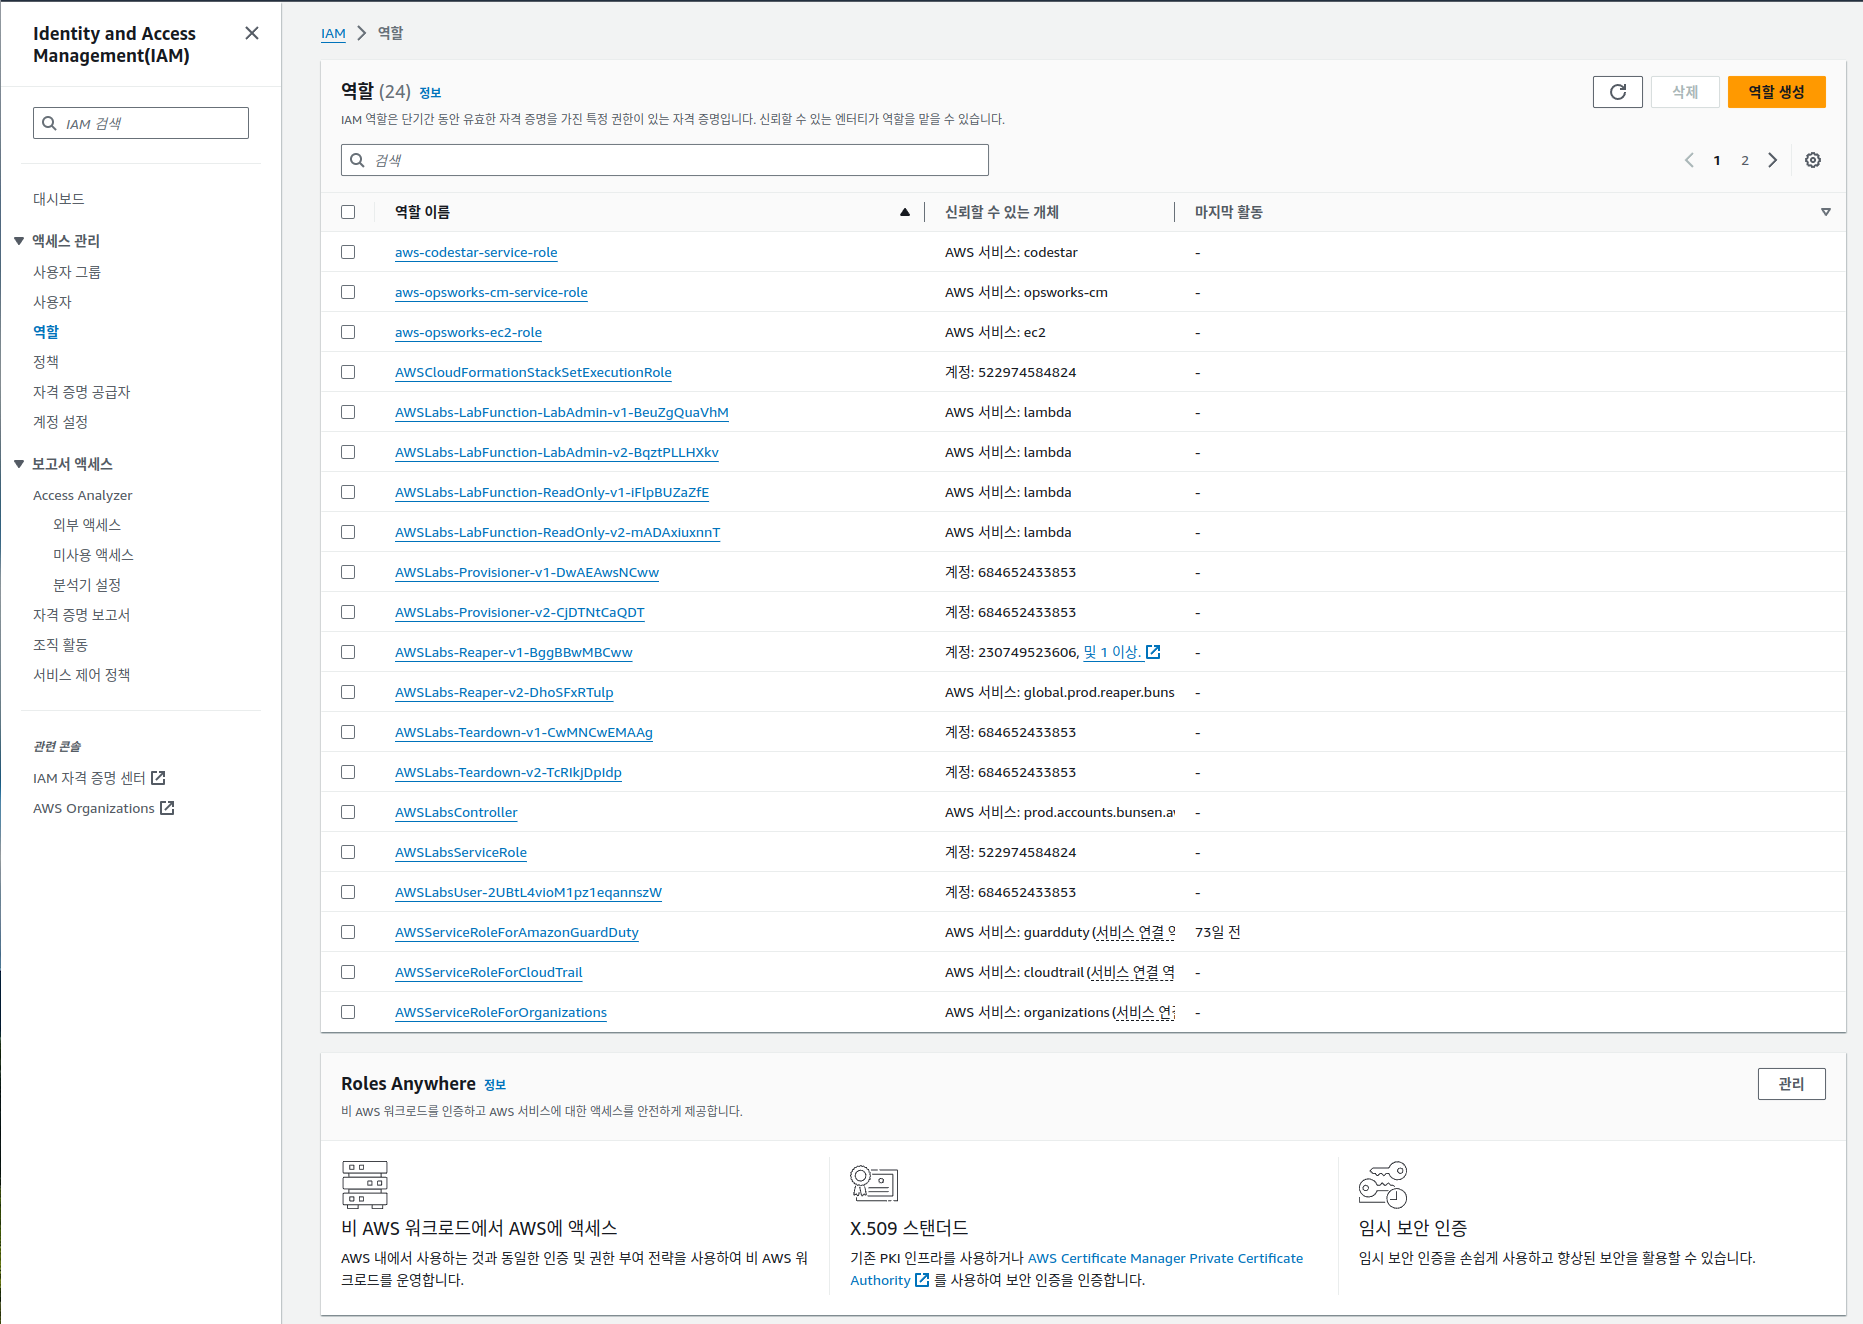 Identity and Access
Management(IAM)
IAM 검색
대시보드
액세스 관리
사용자 그룹
사용자
역할
정책
자격 증명 공급자
계정 설정
보고서 액세스
Access Analyzer
외부 액세스
미사용 액세스
분석기 설정
자격 증명 보고서
조직 활동
서비스 제어 정책
관련 콘솔
IAM 자격 증명 센터
AWS Organizations
IAM > 역할
역할 (24) 정보
삭제
역할 생성
IAM 역할은 단기간 동안 유효한 자격 증명을 가진 특정 권한이 있는 자격 증명입니다. 신뢰할 수 있는 엔터티가 역할을 맡을 수 있습니다.
검색
1 2
역할 이름 신뢰할 수 있는 개체 마지막 활동
aws-codestar-service-role AWS 서비스: codestar -
aws-opsworks-cm-service-role AWS 서비스: opsworks-cm -
aws-opsworks-ec2-role AWS 서비스: ec2 -
AWSCloudFormationStackSetExecutionRole 계정: 522974584824 -
AWSLabs-LabFunction-LabAdmin-v1-BeuZgQuaVhM AWS 서비스: lambda -
AWSLabs-LabFunction-LabAdmin-v2-BqztPLLHXkv AWS 서비스: lambda -
AWSLabs-LabFunction-ReadOnly-v1-iFlpBUZaZfE AWS 서비스: lambda -
AWSLabs-LabFunction-ReadOnly-v2-mADAxiuxnnT AWS 서비스: lambda -
AWSLabs-Provisioner-v1-DwAEAwsNCww 계정: 684652433853 -
AWSLabs-Provisioner-v2-CjDTNtCaQDT 계정: 684652433853 -
AWSLabs-Reaper-v1-BggBBwMBCww 계정: 230749523606, 및 1 이상. -
AWSLabs-Reaper-v2-DhoSFxRTulp AWS 서비스: global.prod.reaper.buns -
AWSLabs-Teardown-v1-CwMNCwEMAAg 계정: 684652433853 -
AWSLabs-Teardown-v2-TcRIkjDpIdp 계정: 684652433853 -
AWSLabsController AWS 서비스: prod.accounts.bunsen.a -
AWSLabsServiceRole 계정: 522974584824 -
AWSLabsUser-2UBtL4vioM1pz1eqannszW 계정: 684652433853 -
AWSServiceRoleForAmazonGuardDuty AWS 서비스: guardduty (서비스 연결 73일 전
AWSServiceRoleForCloudTrail AWS 서비스: cloudtrail (서비스 연결 역 -
AWSServiceRoleForOrganizations AWS 서비스: organizations (서비스 연 -
Roles Anywhere 정보
관리
비 AWS 워크로드를 인증하고 AWS 서비스에 대한 액세스를 안전하게 제공합니다.
비 AWS 워크로드에서 AWS에 액세스
AWS 내에서 사용하는 것과 동일한 인증 및 권한 부여 전략을 사용하여 비 AWS 워
크로드를 운영합니다.
X.509 스탠더드
기존 PKI 인프라를 사용하거나 AWS Certificate Manager Private Certificate
Authority 를 사용하여 보안 인증을 인증합니다.
임시 보안 인증
임시 보안 인증을 손쉽게 사용하고 향상된 보안을 활용할 수 있습니다.